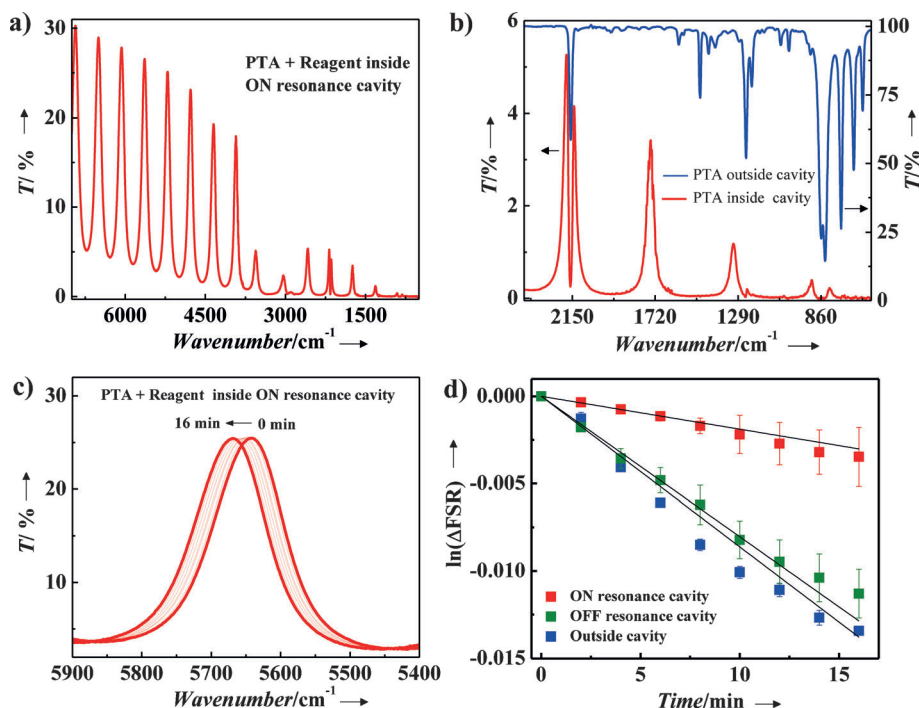 a)
30
20
10
0
T/ % →
PTA + Reagent inside
ON resonance cavity
6000 4500 3000 1500
Wavenumber/cm-1 →
b)
6
4
2
0
T/% →
100
75
50
25
0
T/% →
PTA outside cavity
PTA inside cavity
2150 1720 1290 860
Wavenumber/cm-1 →
c)
30
20
10
T/ % →
PTA + Reagent inside ON resonance cavity
16 min ← 0 min
5900 5800 5700 5600 5500 5400
Wavenumber/cm-1 →
d)
0.000
-0.005
-0.010
-0.015
ln(ΔFSR) →
ON resonance cavity
OFF resonance cavity
Outside cavity
0 5 10 15
Time/min →